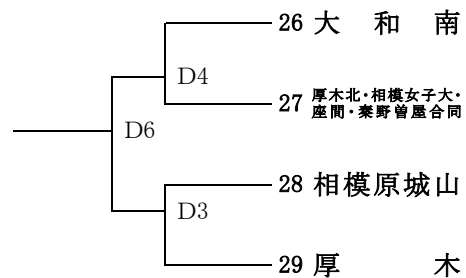 26 大和南
D4
27 厚木北・相模女子大・
座間・秦野曽屋合同
D6
28 相模原城山
D3
29 厚木